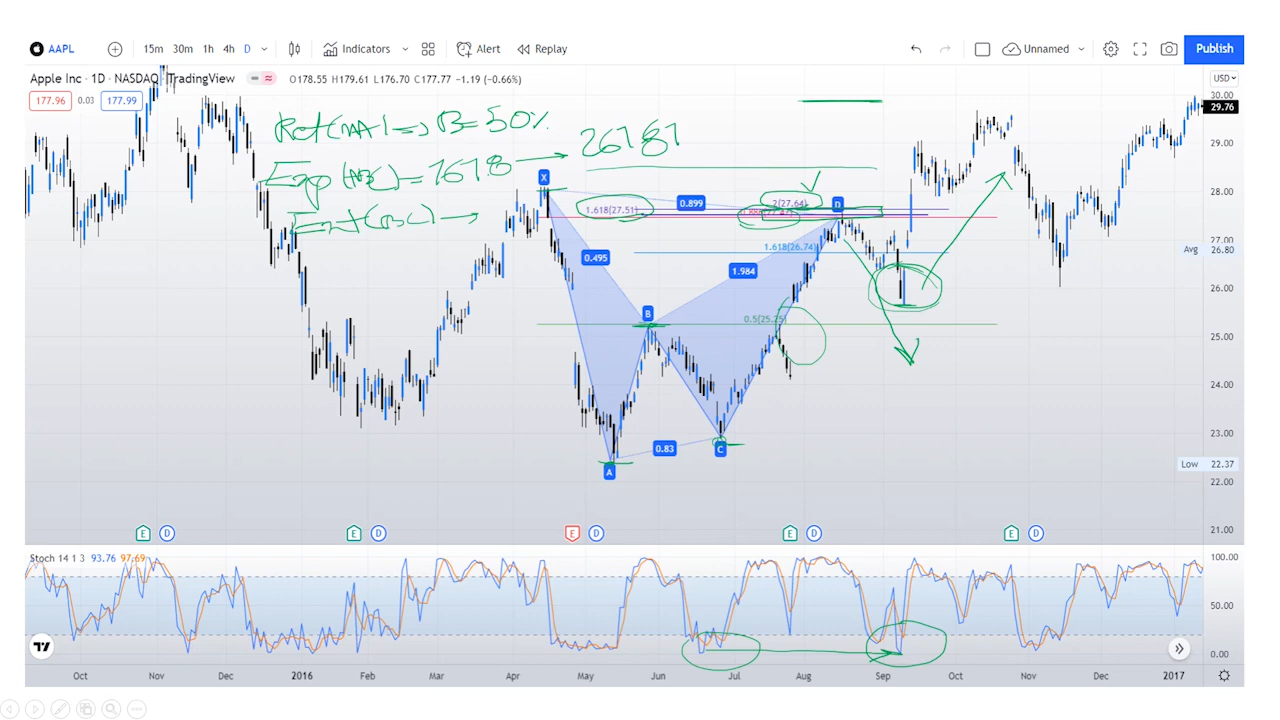 AAPL 15m 30m 1h 4h D Indicators Alert Replay Unnamed Publish
Apple Inc · 1D · NASDAQ TradingView O178.55 H179.61 L176.70 C177.77 −1.19 (−0.66%) USD
177.96 0.03 177.99
30.00
29.76
29.00
28.00
27.00
Avg 26.80
26.00
25.00
24.00
23.00
Low 22.37
22.00
21.00
B=50%
(ABC)=161.8
X
0.899
2(27.64)
D
1.618(27.51)
1.618(26.74)
0.495
1.984
B
0.5(25.25)
0.83
C
A
E D E D E D E D E D
Stoch 14 1 3 93.76 97.69
100.00
50.00
0.00
Oct Nov Dec 2016 Feb Mar Apr May Jun Jul Aug Sep Oct Nov Dec 2017